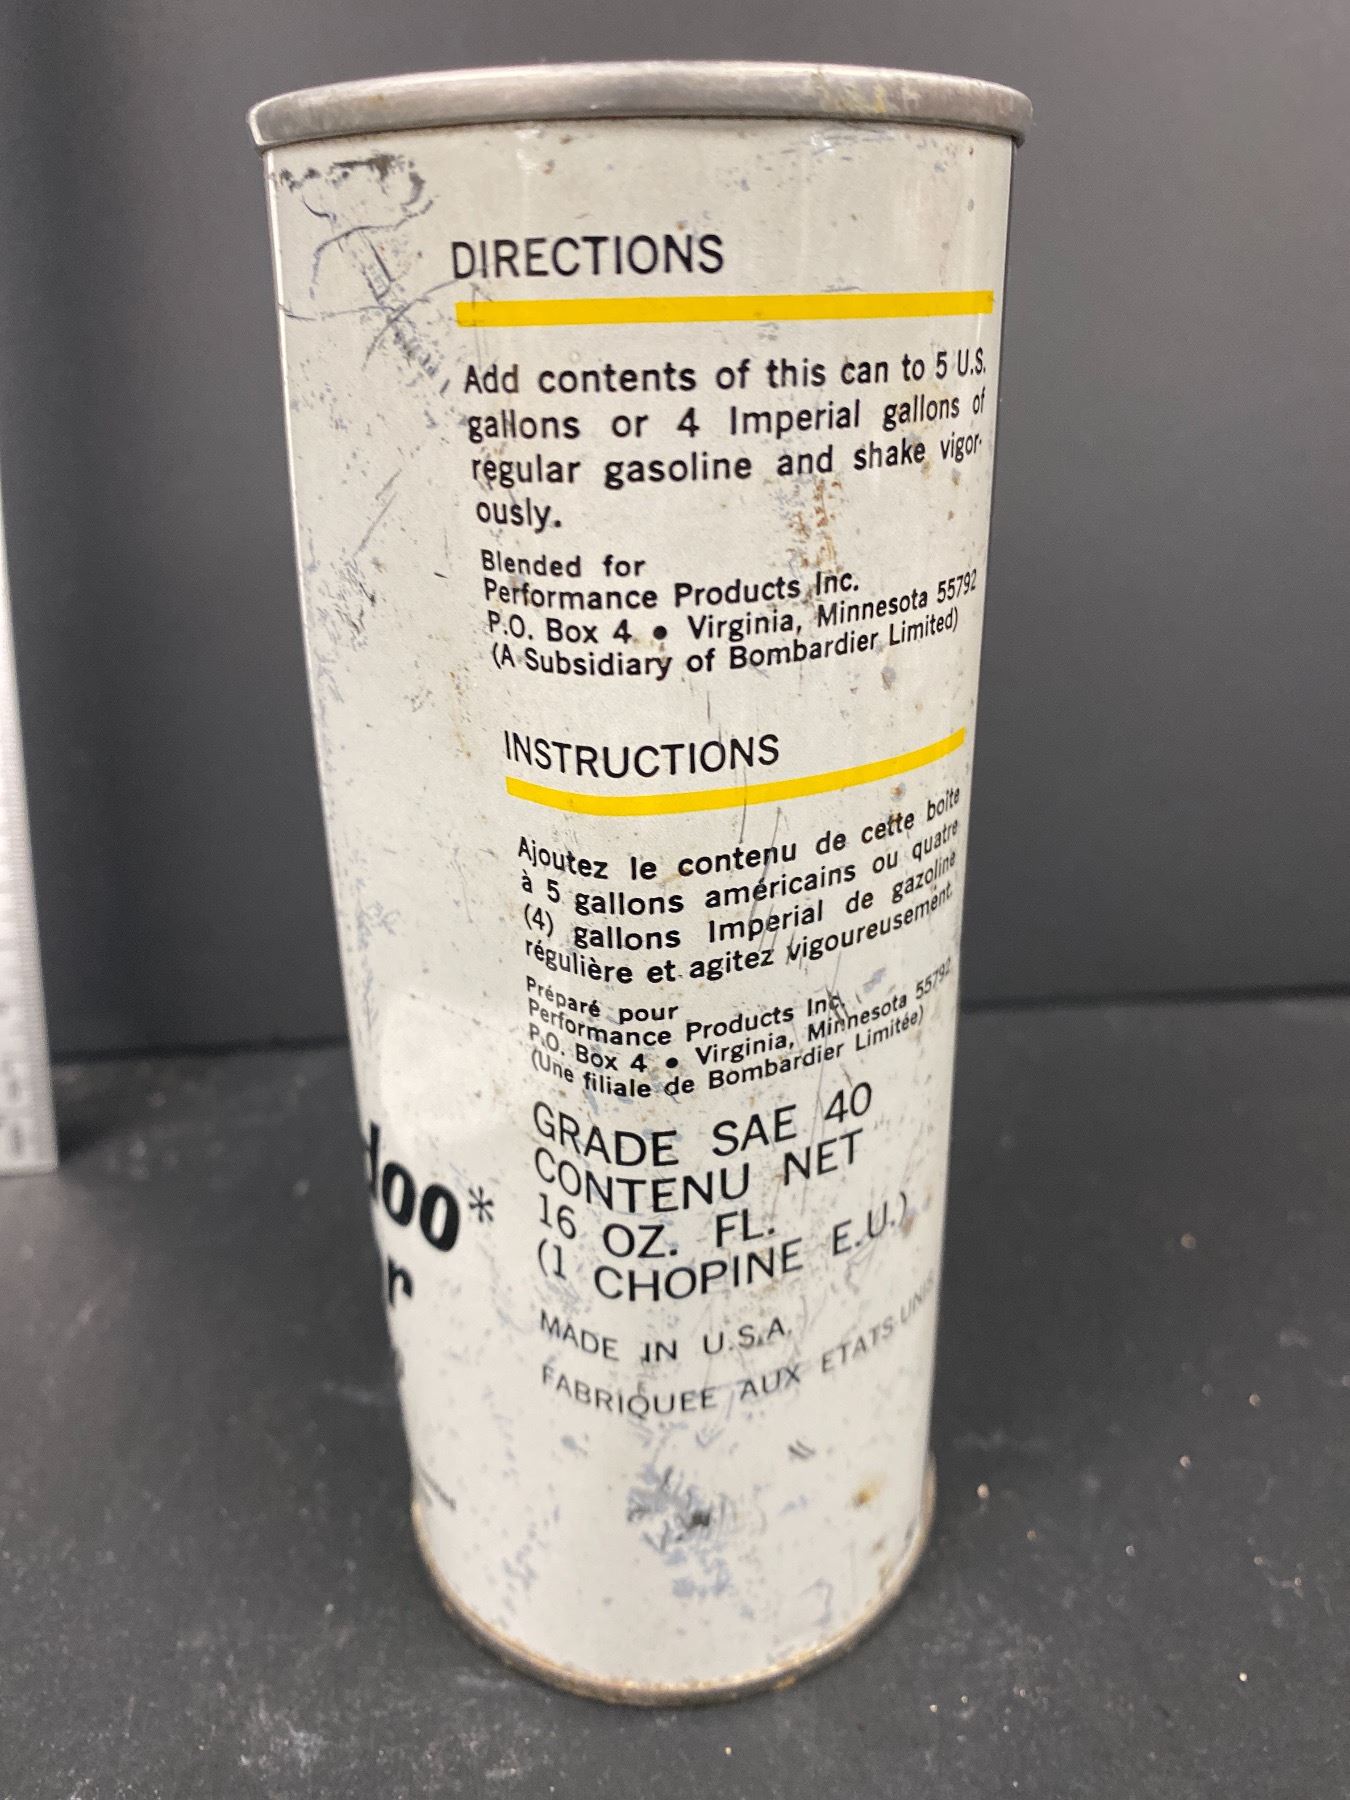 DIRECTIONS
Add contents of this can to 5 U.S.
gallons or 4 Imperial gallons of
regular gasoline and shake vigor-
ously.
Blended for
Performance Products Inc.
P.O. Box 4 • Virginia, Minnesota 55792
(A Subsidiary of Bombardier Limited)
INSTRUCTIONS
Ajoutez le contenu de cette boite
à 5 gallons américains ou quatre
(4) gallons Imperial de gazoline
régulière et agitez vigoureusement.
Préparé pour
Performance Products Inc.
P.O. Box 4 • Virginia, Minnesota 55792
(Une filiale de Bombardier Limitée)
doo*
r
GRADE SAE 40
CONTENU NET
16 OZ. FL.
(1 CHOPINE E.U.)
MADE IN U.S.A.
FABRIQUEE AUX ETATS-UNIS